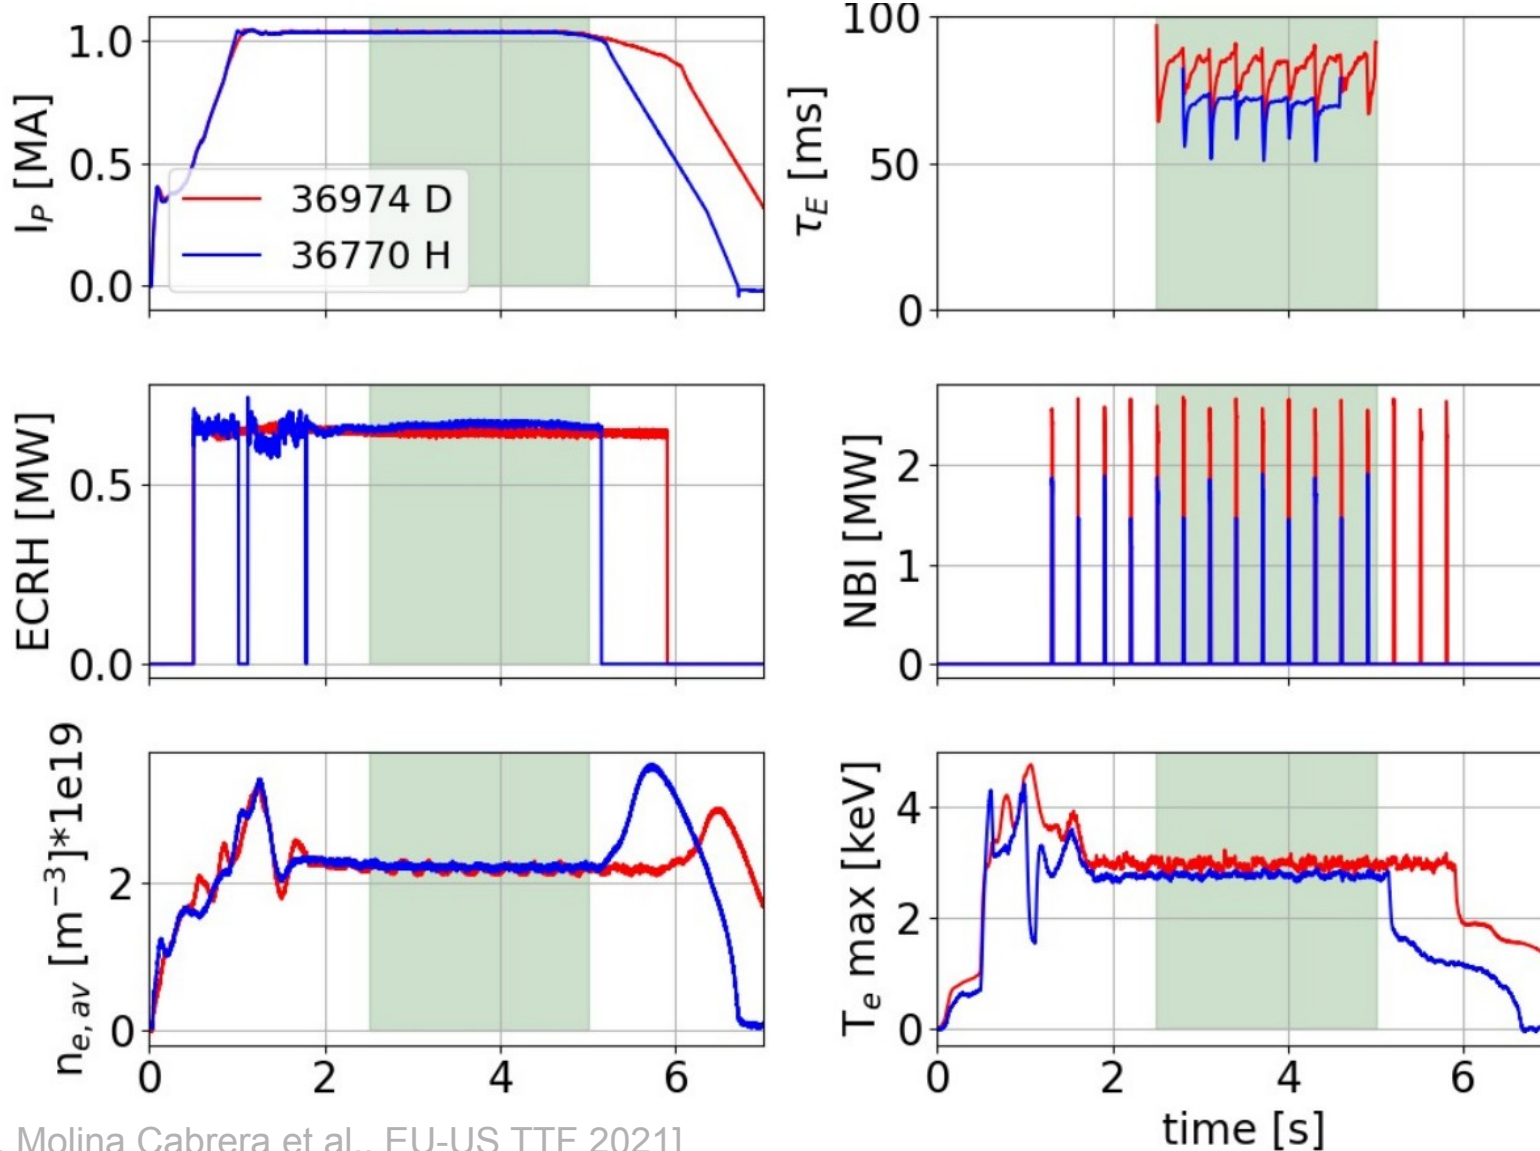 I_P [MA]
1.0
0.5
0.0
36974 D
36770 H
τ_E [ms]
100
50
0
ECRH [MW]
0.5
0.0
NBI [MW]
2
1
0
n_{e,av} [m^{−3}]*1e19
2
0
0 2 4 6
T_e max [keV]
4
2
0
0 2 4 6
time [s]
. Molina Cabrera et al., EU-US TTF 2021]